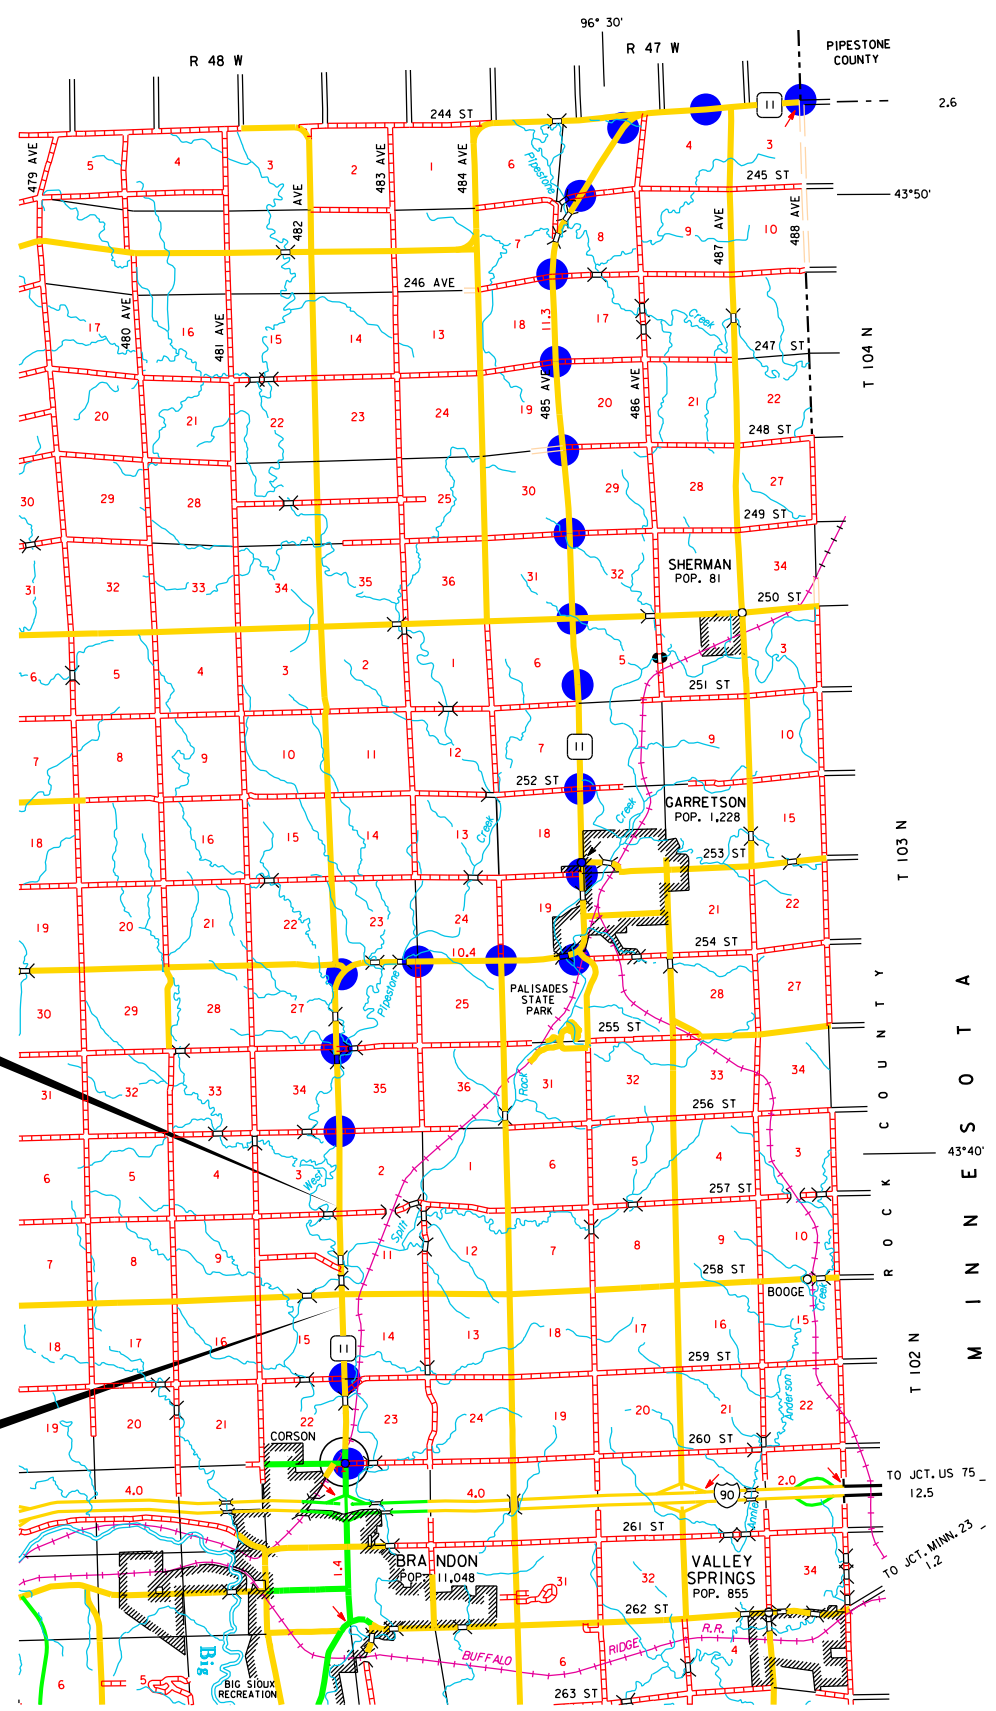 96° 30'
R 48 W
R 47 W
PIPESTONE
COUNTY
244 ST
11
2.6
479 AVE
5
4
3
2
483 AVE
1
484 AVE
6
Pipestone
4
3
245 ST
43°50'
482 AVE
7
8
9
487 AVE
10
488 AVE
246 AVE
17
480 AVE
16
481 AVE
15
14
13
18
11.3
17
Creek
247 ST
T 104 N
20
21
22
23
24
19
485 AVE
20
486 AVE
21
22
248 ST
30
29
28
25
30
29
28
27
249 ST
SHERMAN
POP. 81
31
32
33
34
35
36
31
32
34
250 ST
6
5
4
3
2
1
6
5
3
251 ST
7
8
9
10
11
12
7
11
9
10
252 ST
GARRETSON
POP. 1,228
18
16
15
14
13
Creek
18
Creek
15
253 ST
T 103 N
19
20
21
22
23
24
19
21
22
10.4
254 ST
30
29
28
27
Pipestone
25
PALISADES
STATE
PARK
28
27
255 ST
31
32
33
34
35
36
Rock
31
32
33
34
256 ST
ROCK COUNTY
MINNESOTA
43°40'
6
5
4
3
West
2
1
6
5
4
3
257 ST
7
8
9
Split
11
12
7
8
9
10
258 ST
BOOGE
Creek
18
17
16
15
11
14
13
18
17
16
15
259 ST
T 102 N
19
20
21
22
23
24
19
20
21
Anderson
22
CORSON
260 ST
4.0
4.0
90
2.0
TO JCT. US 75
12.5
261 ST
TO JCT. MINN. 23
1.2
1.4
BRANDON
POP. 11,048
31
32
VALLEY
SPRINGS
POP. 855
34
262 ST
Big
BUFFALO
RIDGE
R.R.
6
5
BIG SIOUX
RECREATION
6
4
263 ST